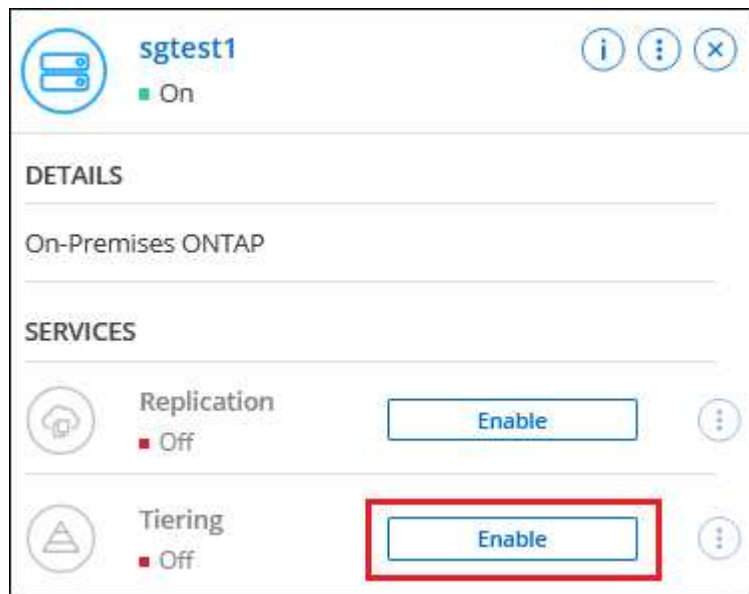 sgtest1
On
DETAILS
On-Premises ONTAP
SERVICES
Replication
Enable
Off
Tiering
Enable
Off